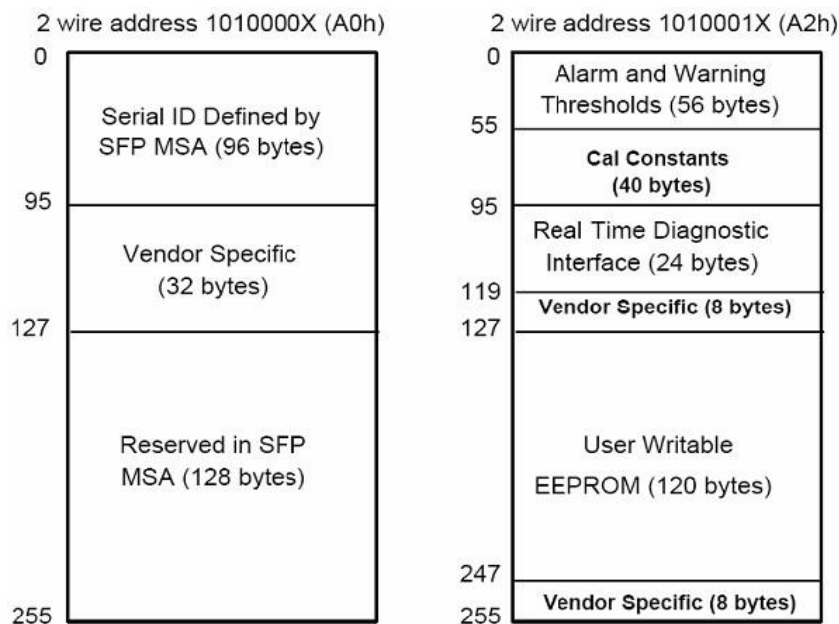 2 wire address 1010000X (A0h)
0
Serial ID Defined by
SFP MSA (96 bytes)
95
Vendor Specific
(32 bytes)
127
Reserved in SFP
MSA (128 bytes)
255
2 wire address 1010001X (A2h)
0
Alarm and Warning
Thresholds (56 bytes)
55
Cal Constants
(40 bytes)
95
Real Time Diagnostic
Interface (24 bytes)
119
Vendor Specific (8 bytes)
127
User Writable
EEPROM (120 bytes)
247
Vendor Specific (8 bytes)
255